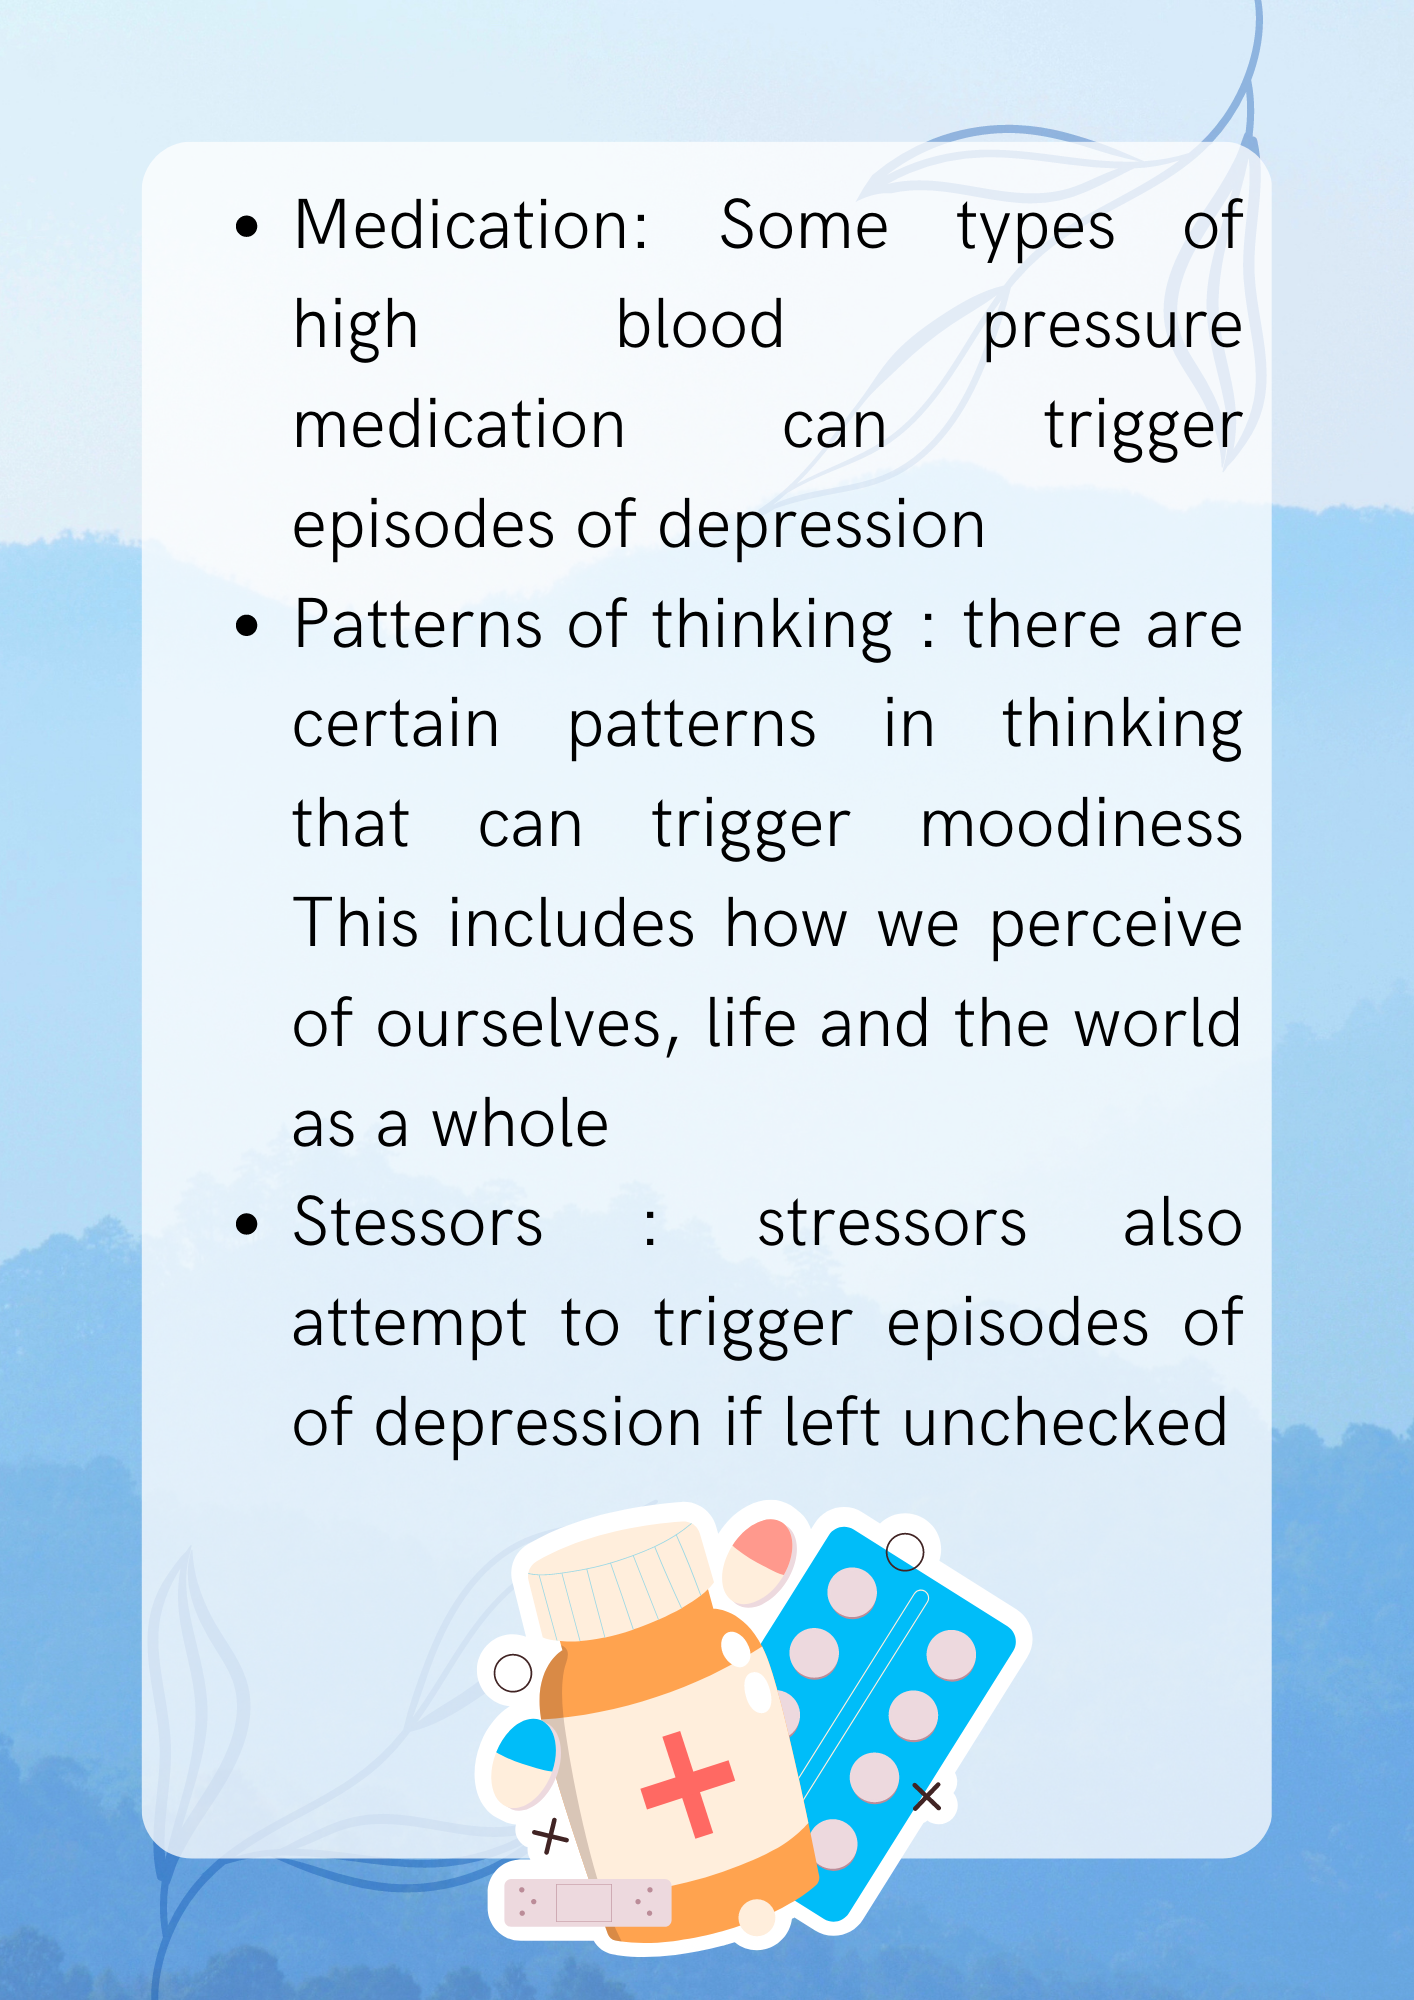 • Medication: Some types of
high blood pressure
medication can trigger
episodes of depression
• Patterns of thinking : there are
certain patterns in thinking
that can trigger moodiness
This includes how we perceive
of ourselves, life and the world
as a whole
• Stessors : stressors also
attempt to trigger episodes of
of depression if left unchecked